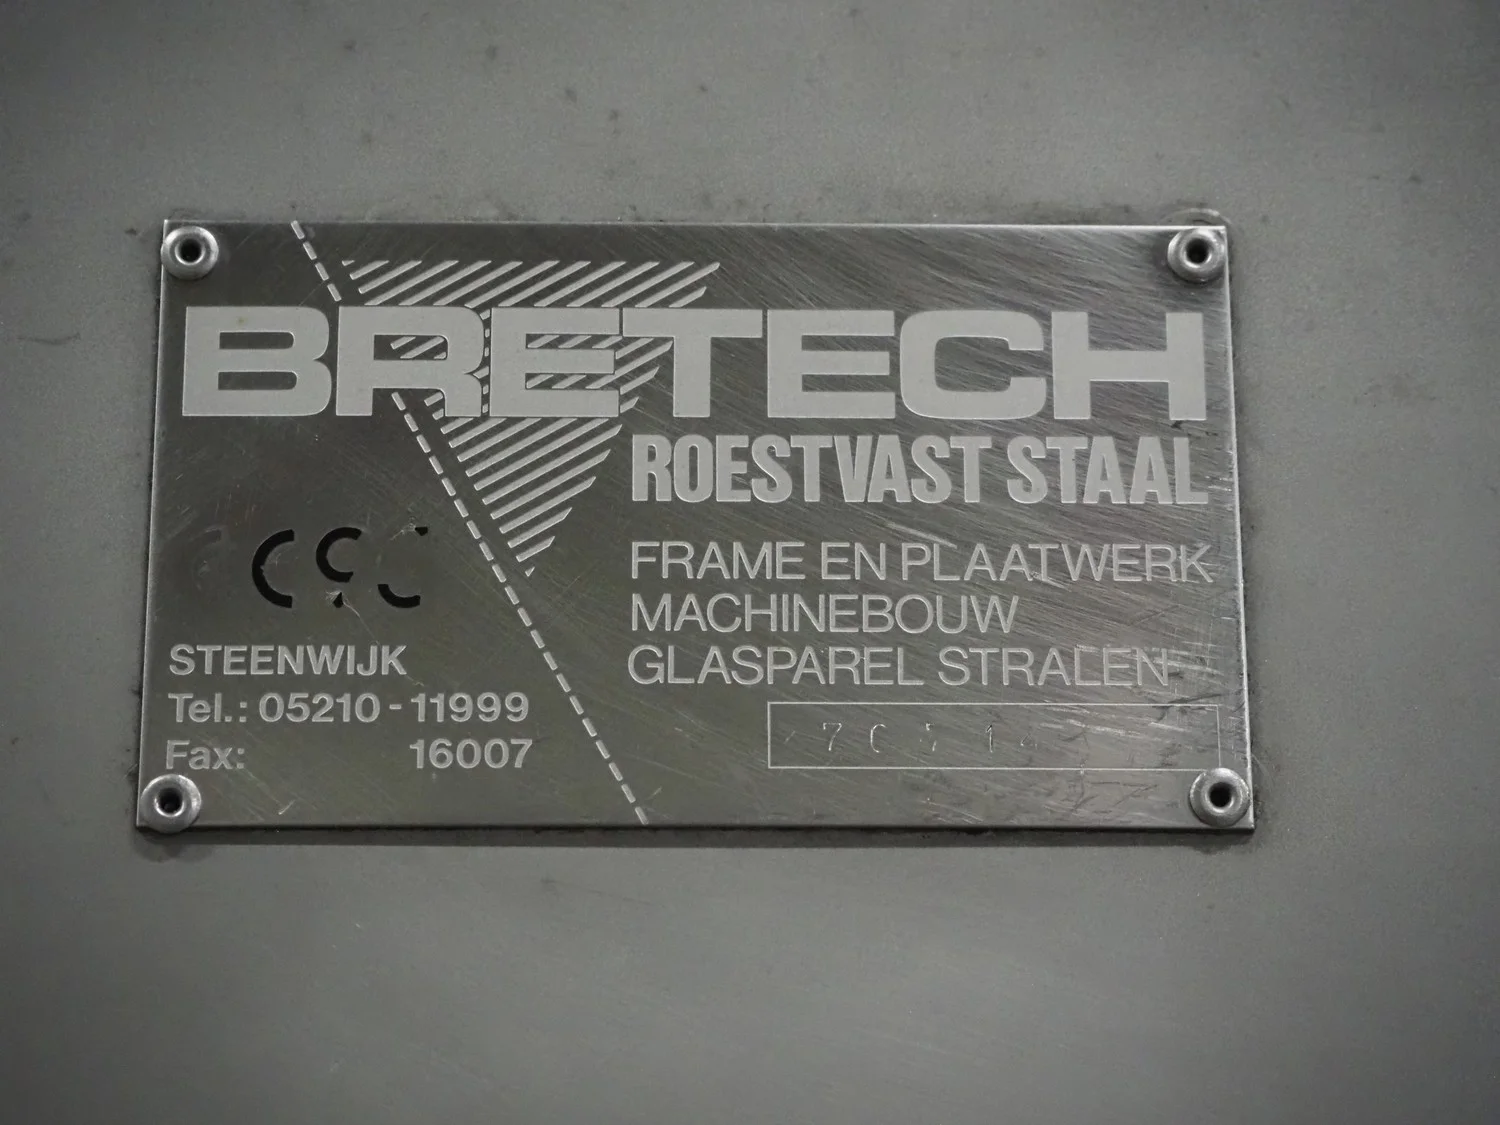 BRETECH
ROESTVAST STAAL
FRAME EN PLAATWERK
MACHINEBOUW
GLASPAREL STRALEN
STEENWIJK
Tel.: 05210-11999
Fax: 16007